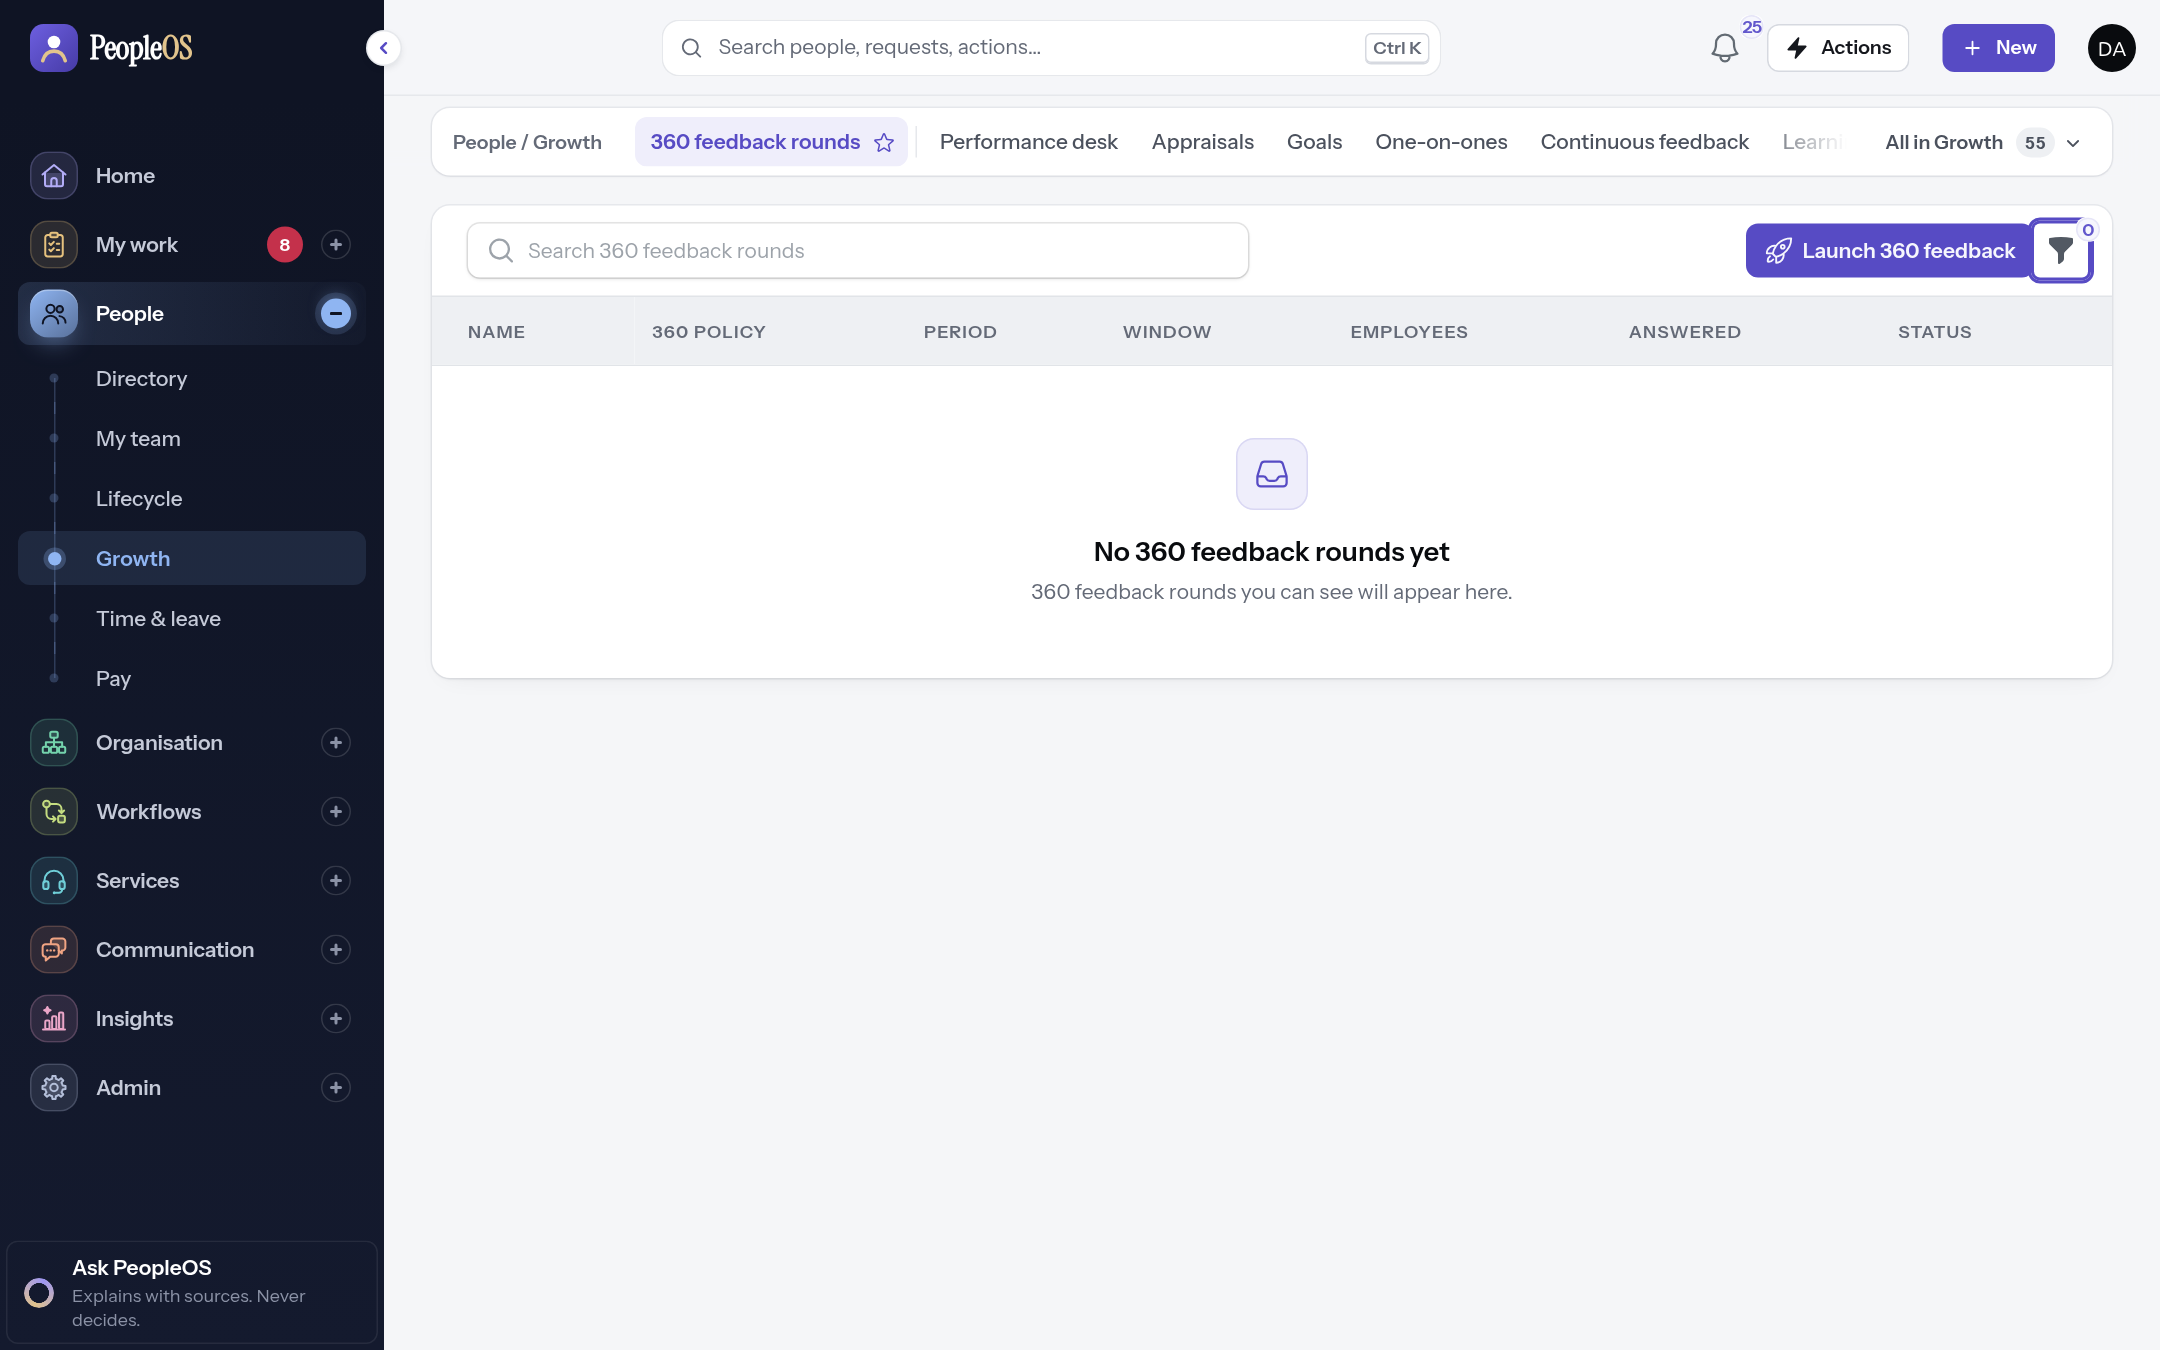 PeopleOS
Search people, requests, actions...
Ctrl K
25
Actions
New
DA
Home
My work
8
People
Directory
My team
Lifecycle
Growth
Time & leave
Pay
Organisation
Workflows
Services
Communication
Insights
Admin
Ask PeopleOS
Explains with sources. Never
decides.
People / Growth
360 feedback rounds
Performance desk
Appraisals
Goals
One-on-ones
Continuous feedback
Learni
All in Growth
55
Search 360 feedback rounds
Launch 360 feedback
0
NAME
360 POLICY
PERIOD
WINDOW
EMPLOYEES
ANSWERED
STATUS
No 360 feedback rounds yet
360 feedback rounds you can see will appear here.